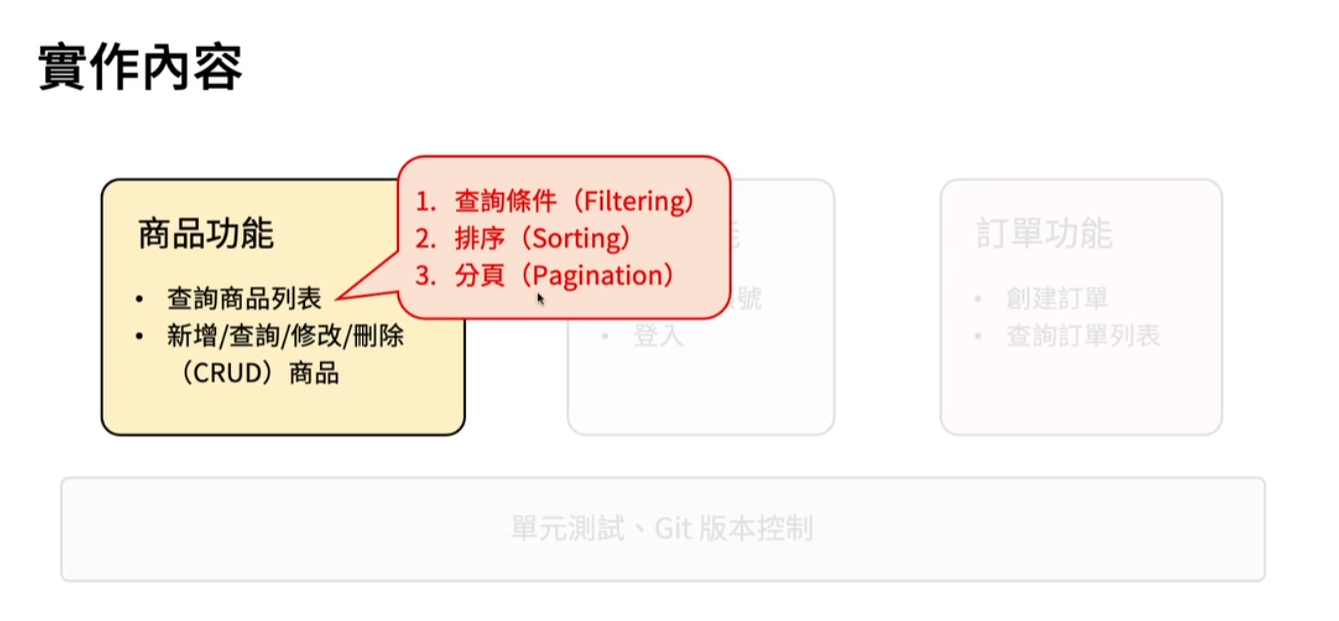 實作內容
商品功能
• 查詢商品列表
• 新增/查詢/修改/刪除
（CRUD）商品
1. 查詢條件（Filtering）
2. 排序（Sorting）
3. 分頁（Pagination）
能
號
• 登入
訂單功能
• 創建訂單
• 查詢訂單列表
單元測試、Git 版本控制